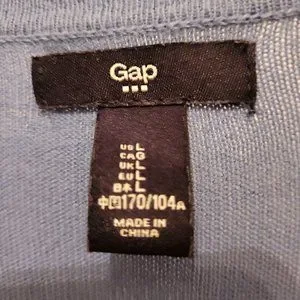 Gap
US L
CA G
UK L
EU L
日本 L
中国170/104A
MADE IN
CHINA